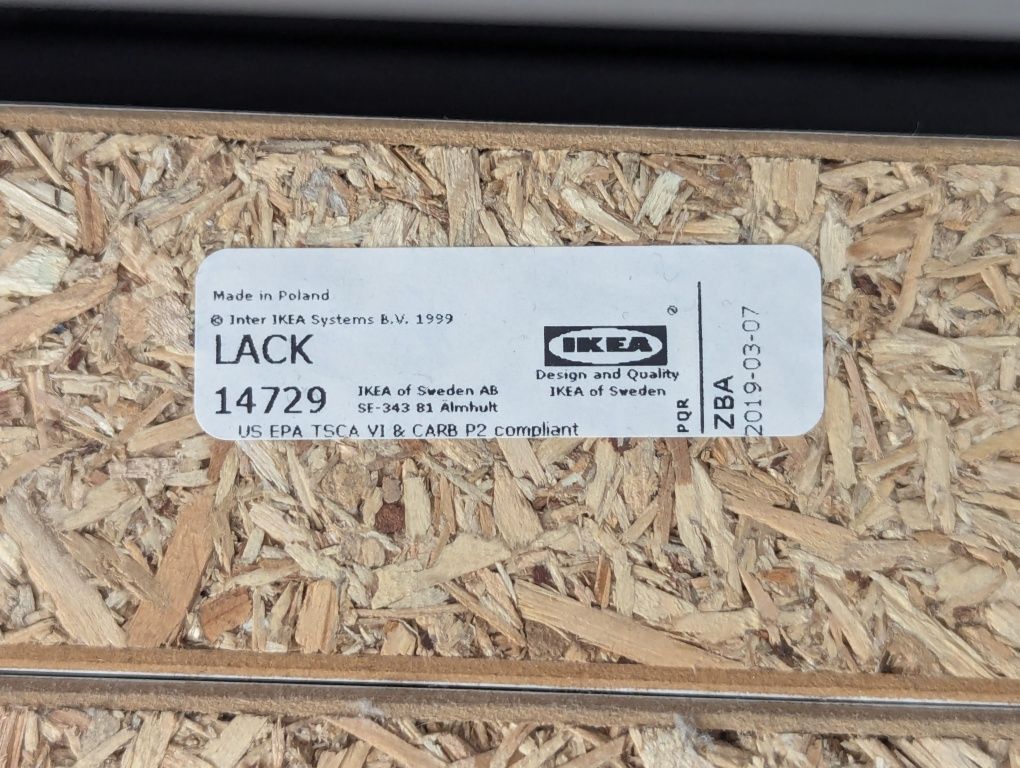 Made in Poland
© Inter IKEA Systems B.V. 1999
LACK
14729
IKEA of Sweden AB
SE-343 81 Älmhult
US EPA TSCA VI & CARB P2 compliant
IKEA
®
Design and Quality
IKEA of Sweden
PQR
ZBA
2019-03-07